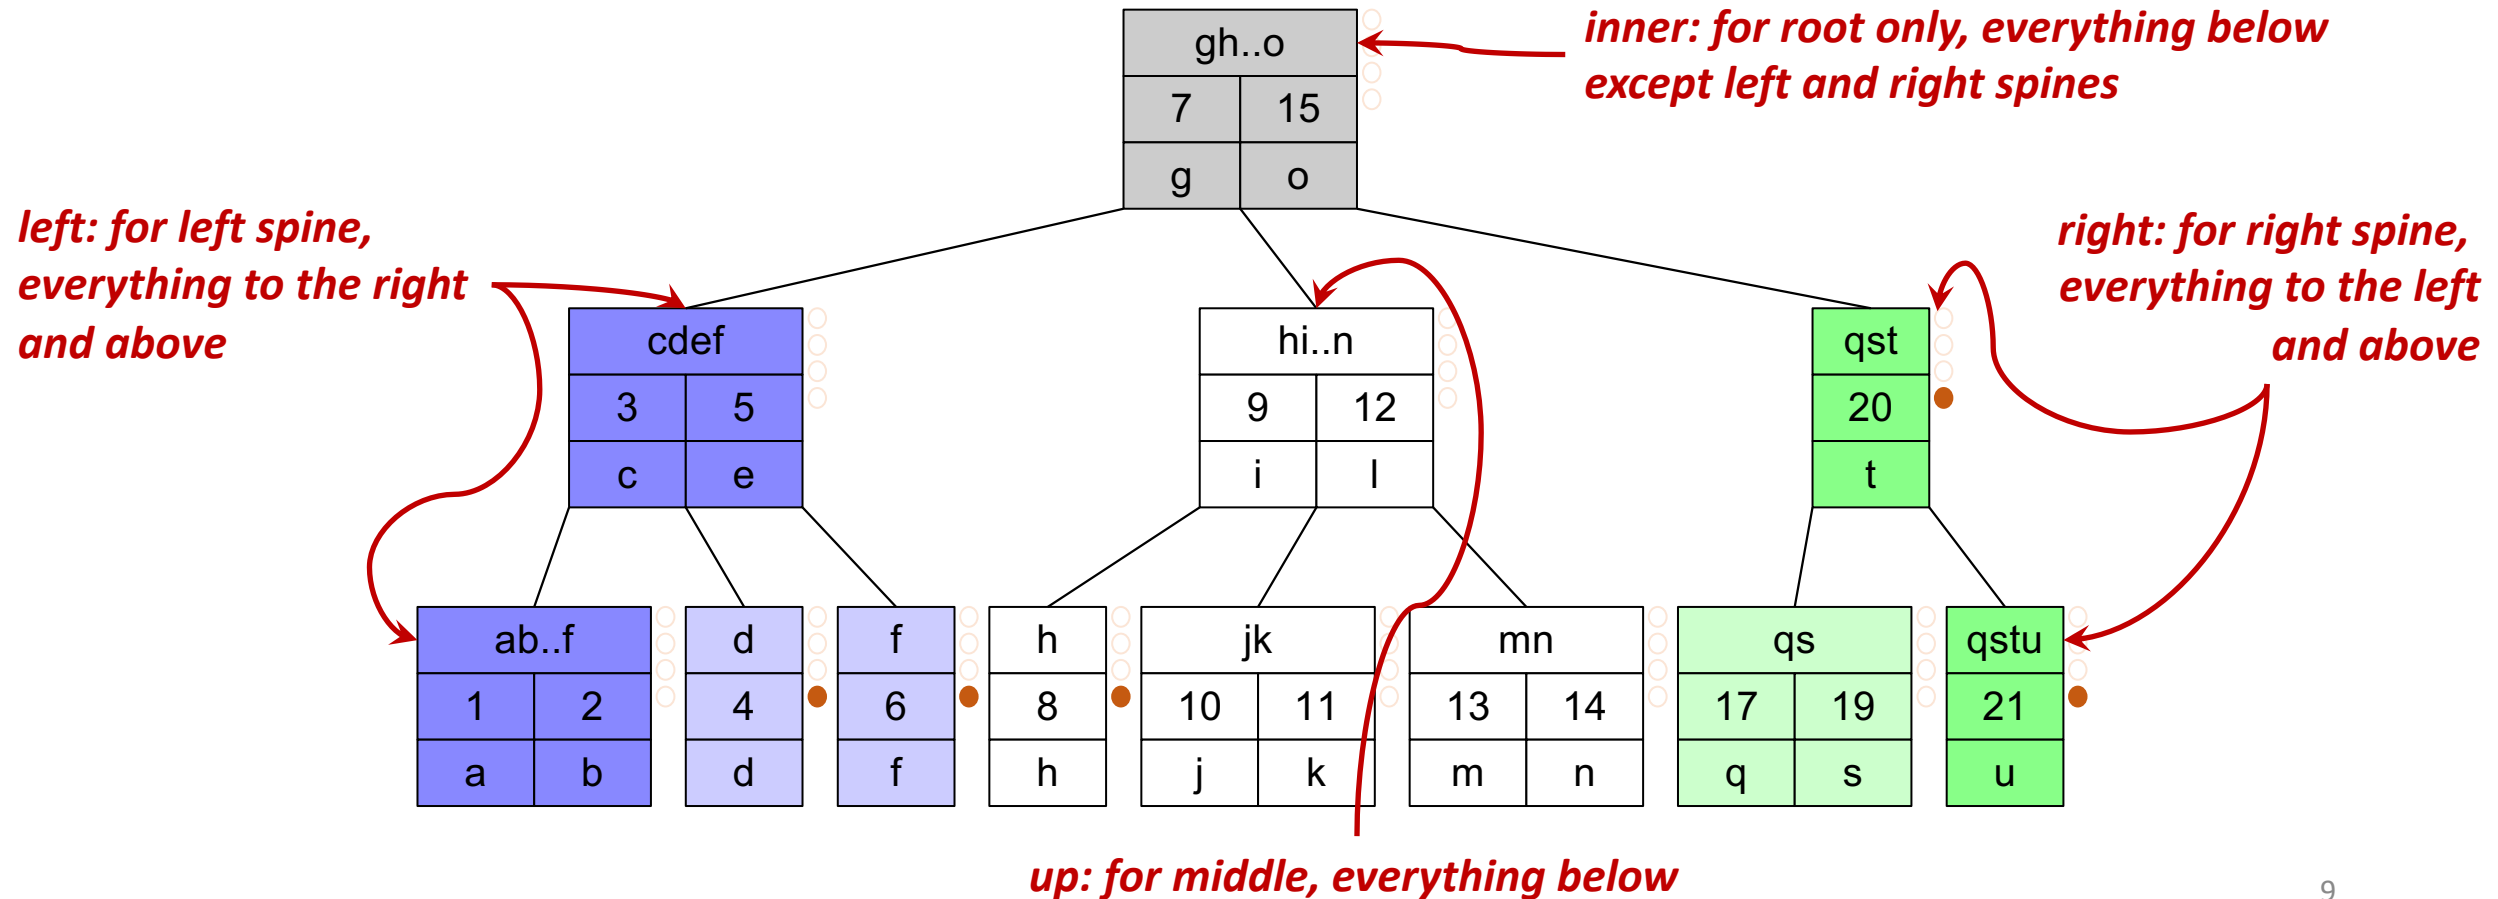 inner: for root only, everything below
except left and right spines
gh..o
7 15
g o
left: for left spine,
everything to the right
and above
right: for right spine,
everything to the left
and above
cdef
3 5
c e
hi..n
9 12
i l
qst
20
t
ab..f
1 2
a b
d
4
d
f
6
f
h
8
h
jk
10 11
j k
mn
13 14
m n
qs
17 19
q s
qstu
21
u
up: for middle, everything below
9